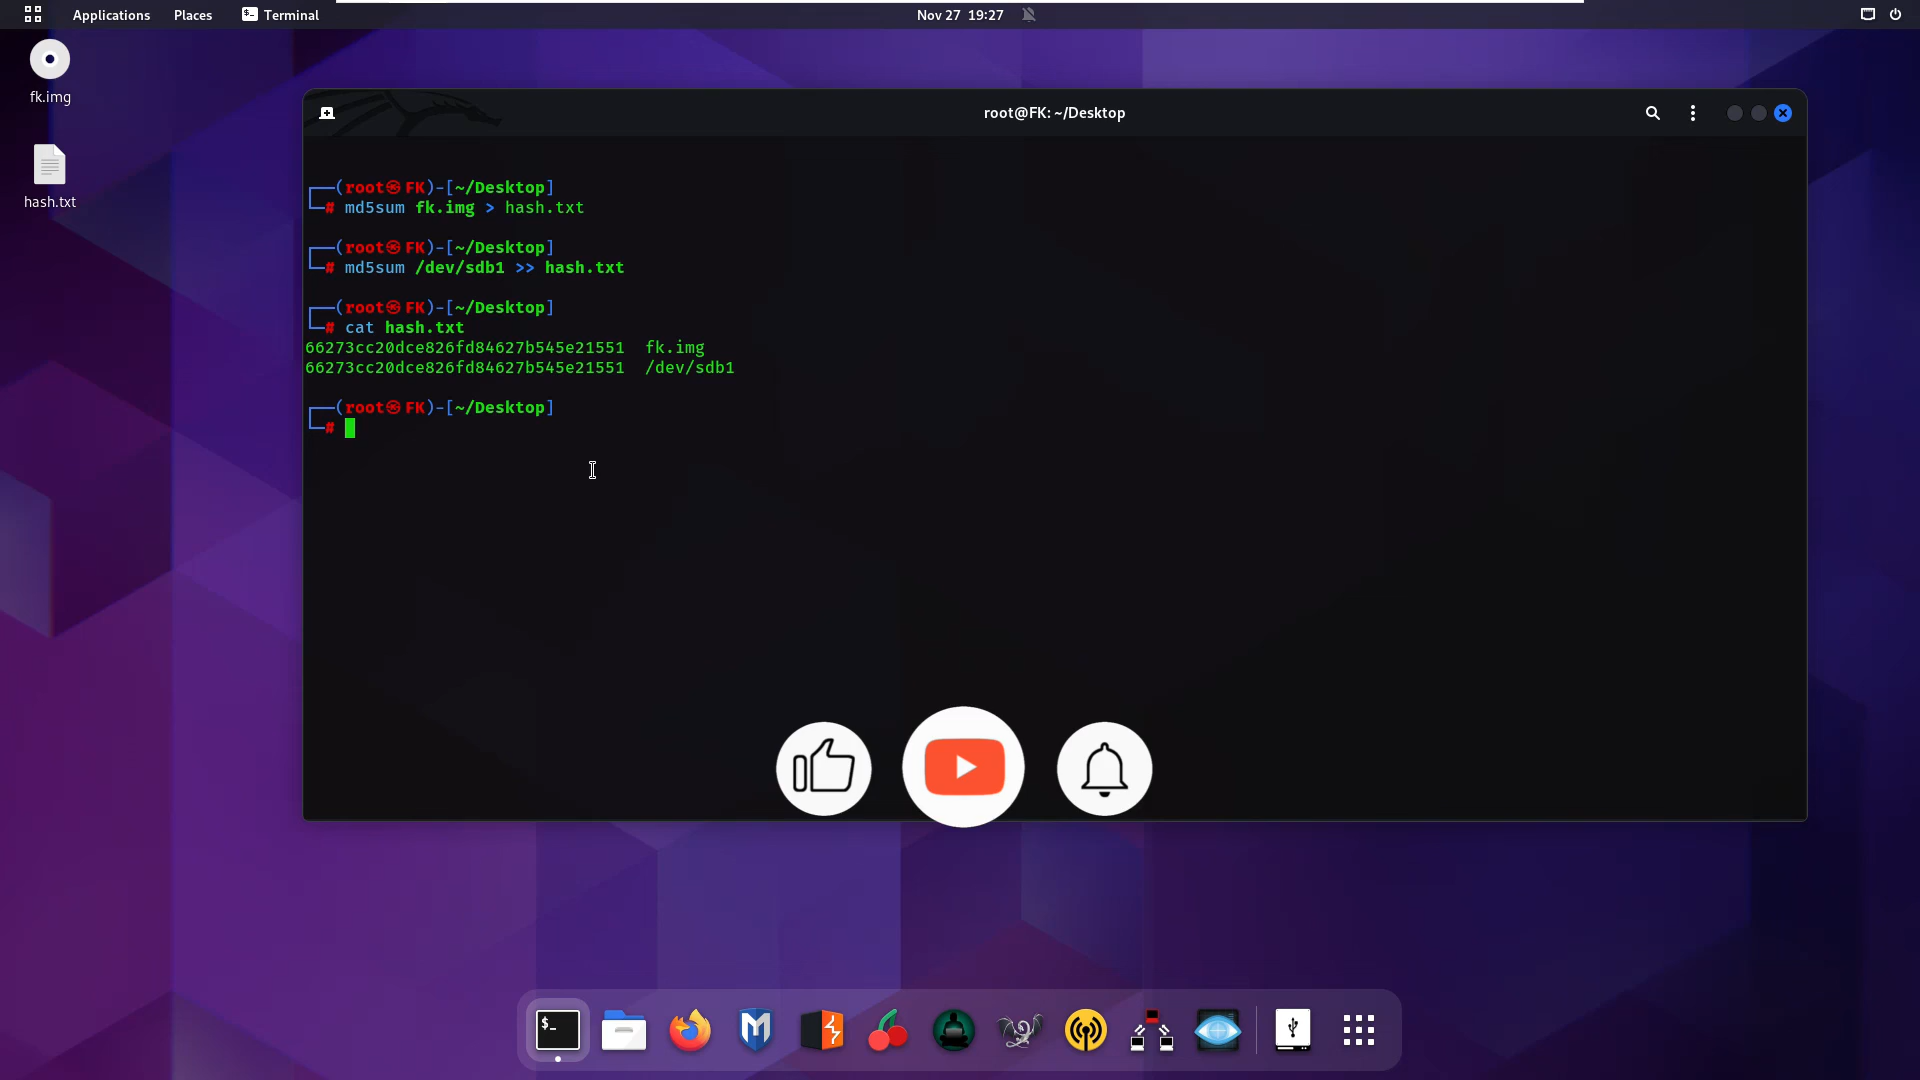 Applications Places Terminal Nov 27 19:27
fk.img
hash.txt
root@FK: ~/Desktop
┌──(root㉿FK)-[~/Desktop]
└─# md5sum fk.img > hash.txt
┌──(root㉿FK)-[~/Desktop]
└─# md5sum /dev/sdb1 >> hash.txt
┌──(root㉿FK)-[~/Desktop]
└─# cat hash.txt
66273cc20dce826fd84627b545e21551  fk.img
66273cc20dce826fd84627b545e21551  /dev/sdb1
┌──(root㉿FK)-[~/Desktop]
└─#
$_